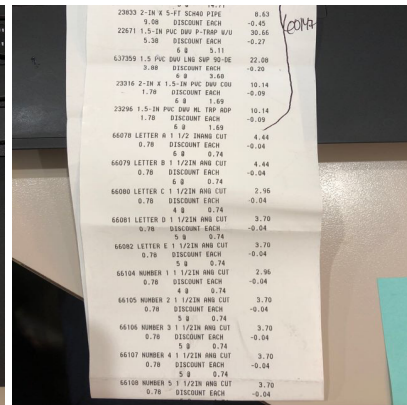 23833 2-IN X 5-FT SCH40 PIPE 8.63
9.08 DISCOUNT EACH -0.45
22671 1.5-IN PVC DWV P-TRAP W/U 30.66
5.38 DISCOUNT EACH -0.27
6 @ 5.11
637359 1.5 PVC DWV LNG SWP 90-DE 22.08
3.88 DISCOUNT EACH -0.20
6 @ 3.68
23316 2-IN X 1.5-IN PVC DWV COU 10.14
1.78 DISCOUNT EACH -0.09
6 @ 1.69
23296 1.5-IN PVC DWV ML TRP ADP 10.14
1.78 DISCOUNT EACH -0.09
6 @ 1.69
66078 LETTER A 1 1/2 INANG CUT 4.44
0.78 DISCOUNT EACH -0.04
6 @ 0.74
66079 LETTER B 1 1/2IN ANG CUT 4.44
0.78 DISCOUNT EACH -0.04
6 @ 0.74
66080 LETTER C 1 1/2IN ANG CUT 2.96
0.78 DISCOUNT EACH -0.04
4 @ 0.74
66081 LETTER D 1 1/2IN ANG CUT 3.70
0.78 DISCOUNT EACH -0.04
5 @ 0.74
66082 LETTER E 1 1/2IN ANG CUT 3.70
0.78 DISCOUNT EACH -0.04
5 @ 0.74
66104 NUMBER 1 1 1/2IN ANG CUT 2.96
0.78 DISCOUNT EACH -0.04
4 @ 0.74
66105 NUMBER 2 1 1/2IN ANG CUT 3.70
0.78 DISCOUNT EACH -0.04
5 @ 0.74
66106 NUMBER 3 1 1/2IN ANG CUT 3.70
0.78 DISCOUNT EACH -0.04
5 @ 0.74
66107 NUMBER 4 1 1/2IN ANG CUT 3.70
0.78 DISCOUNT EACH -0.04
5 @ 0.74
66108 NUMBER 5 1 1/2IN ANG CUT 3.70
0.78 DISCOUNT EACH -0.04